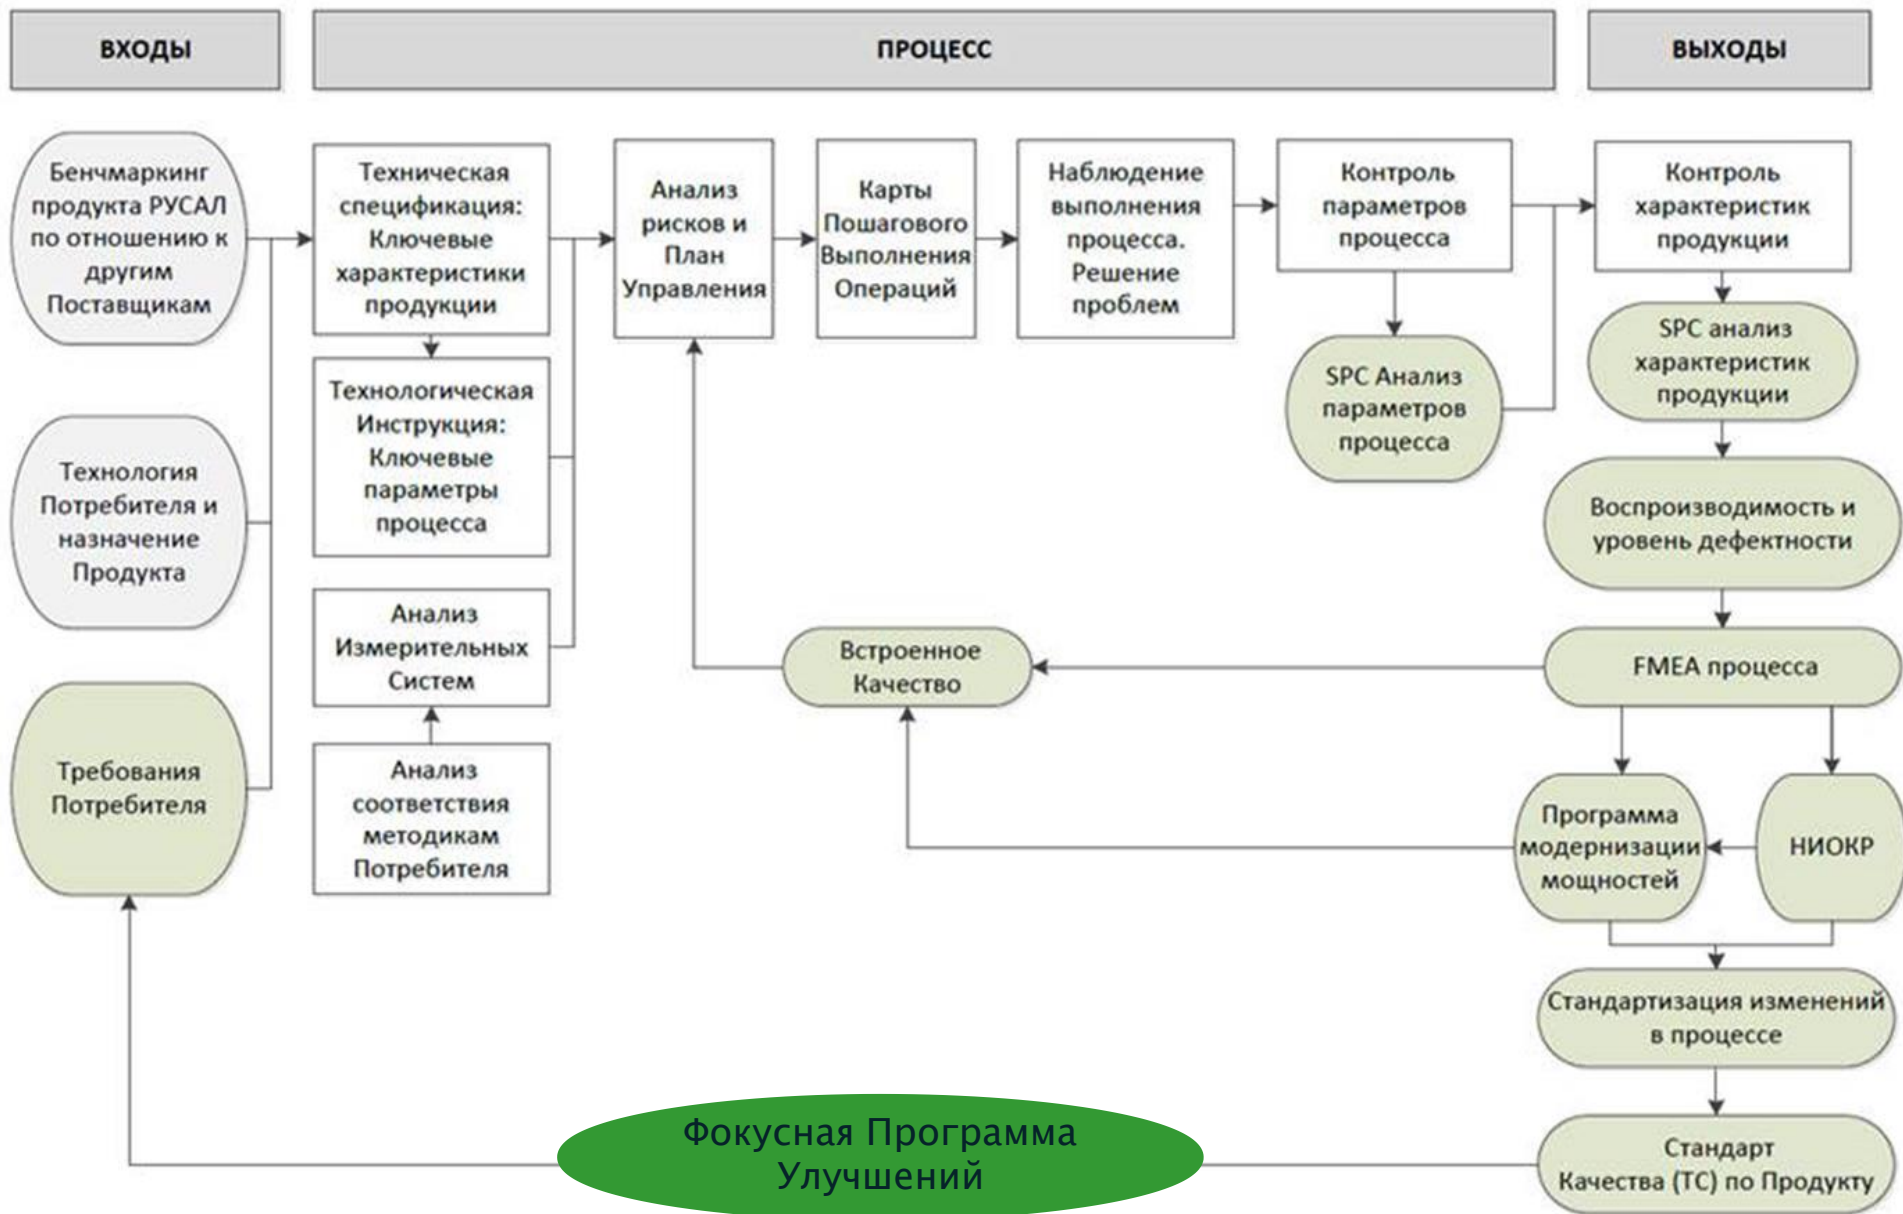 ВХОДЫ
ПРОЦЕСС
ВЫХОДЫ
Бенчмаркинг
продукта РУСАЛ
по отношению к
другим
Поставщикам
Технология
Потребителя и
назначение
Продукта
Требования
Потребителя
Техническая
спецификация:
Ключевые
характеристики
продукции
Технологическая
Инструкция:
Ключевые
параметры
процесса
Анализ
Измерительных
Систем
Анализ
соответствия
методикам
Потребителя
Анализ
рисков и
План
Управления
Карты
Пошагового
Выполнения
Операций
Наблюдение
выполнения
процесса.
Решение
проблем
Контроль
параметров
процесса
SPC Анализ
параметров
процесса
Встроенное
Качество
Контроль
характеристик
продукции
SPC анализ
характеристик
продукции
Воспроизводимость и
уровень дефектности
FMEA процесса
Программа
модернизации
мощностей
НИОКР
Стандартизация изменений
в процессе
Стандарт
Качества (ТС) по Продукту
Фокусная Программа
Улучшений